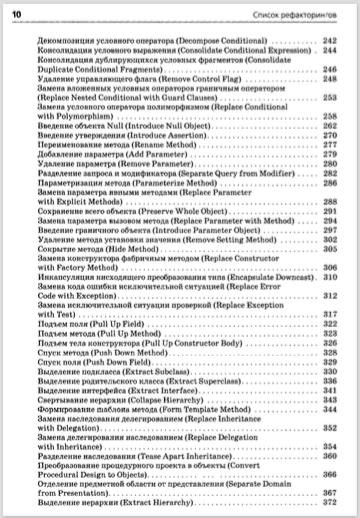 10 Список рефакторингов
Декомпозиция условного оператора (Decompose Conditional) ........... 242
Консолидация условного выражения (Consolidate Conditional Expression) . 244
Консолидация дублирующихся условных фрагментов (Consolidate
Duplicate Conditional Fragments) ........... 246
Удаление управляющего флага (Remove Control Flag) ........... 248
Замена вложенных условных операторов граничным оператором
(Replace Nested Conditional with Guard Clauses) ........... 253
Замена условного оператора полиморфизмом (Replace Conditional
with Polymorphism) ........... 258
Введение объекта Null (Introduce Null Object) ........... 262
Введение утверждения (Introduce Assertion) ........... 270
Переименование метода (Rename Method) ........... 277
Добавление параметра (Add Parameter) ........... 279
Удаление параметра (Remove Parameter) ........... 280
Разделение запроса и модификатора (Separate Query from Modifier) ..... 282
Параметризация метода (Parameterize Method) ........... 286
Замена параметра явными методами (Replace Parameter
with Explicit Methods) ........... 288
Сохранение всего объекта (Preserve Whole Object) ........... 291
Замена параметра вызовом метода (Replace Parameter with Method) ..... 294
Введение граничного объекта (Introduce Parameter Object) ........... 297
Удаление метода установки значения (Remove Setting Method) ........... 302
Сокрытие метода (Hide Method) ........... 305
Замена конструктора фабричным методом (Replace Constructor
with Factory Method) ........... 306
Инкапсуляция нисходящего преобразования типа (Encapsulate Downcast) . 310
Замена кода ошибки исключительной ситуацией (Replace Error
Code with Exception) ........... 312
Замена исключительной ситуации проверкой (Replace Exception
with Test) ........... 317
Подъем поля (Pull Up Field) ........... 322
Подъем метода (Pull Up Method) ........... 323
Подъем тела конструктора (Pull Up Constructor Body) ........... 326
Спуск метода (Push Down Method) ........... 328
Спуск поля (Push Down Field) ........... 329
Выделение подкласса (Extract Subclass) ........... 330
Выделение родительского класса (Extract Superclass) ........... 336
Выделение интерфейса (Extract Interface) ........... 341
Свертывание иерархии (Collapse Hierarchy) ........... 343
Формирование шаблона метода (Form Template Method) ........... 344
Замена наследования делегированием (Replace Inheritance
with Delegation) ........... 352
Замена делегирования наследованием (Replace Delegation
with Inheritance) ........... 354
Разделение наследования (Tease Apart Inheritance) ........... 360
Преобразование процедурного проекта в объекты (Convert
Procedural Design to Objects) ........... 366
Отделение предметной области от представления (Separate Domain
from Presentation) ........... 367
Выделение иерархии (Extract Hierarchy) ........... 372